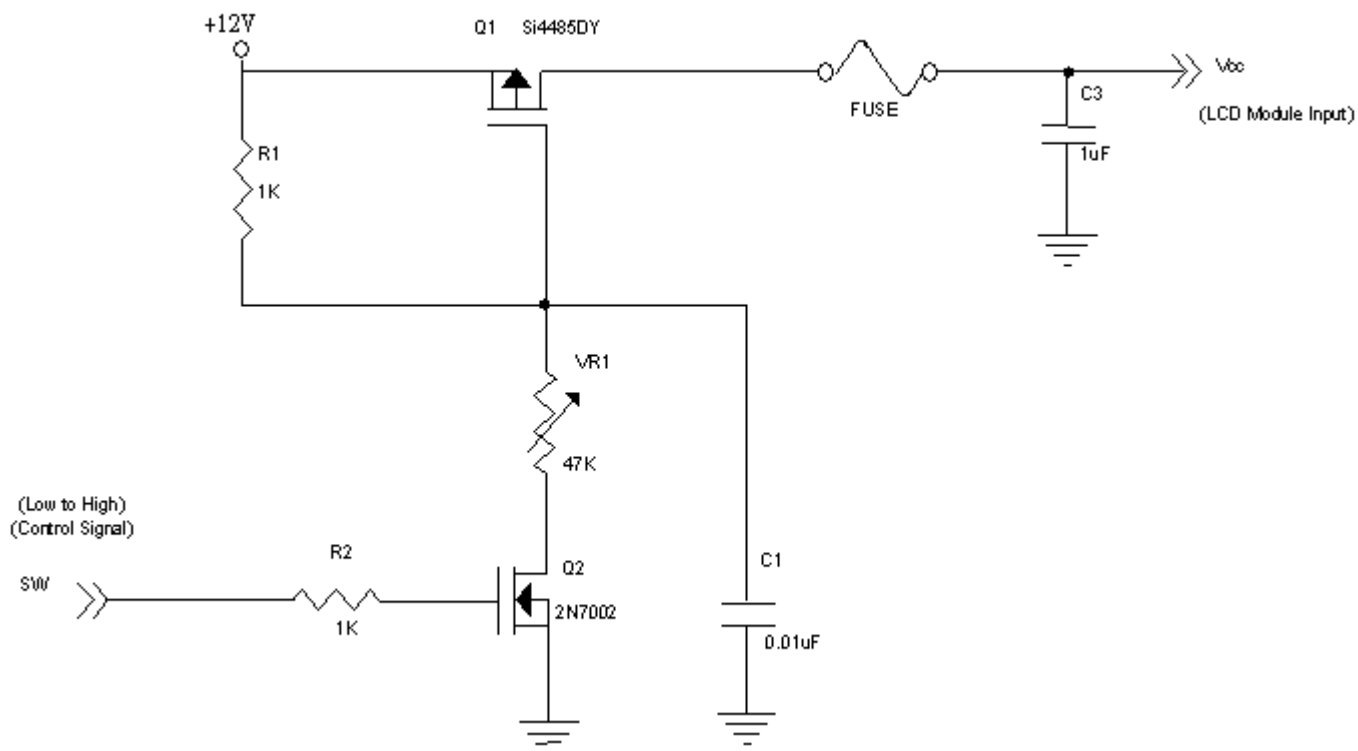 +12V
Q1 Si4485DY
R1
1K
FUSE
C3
1uF
Vcc
(LCD Module Input)
VR1
47K
(Low to High)
(Control Signal)
SW
R2
1K
Q2
2N7002
C1
0.01uF